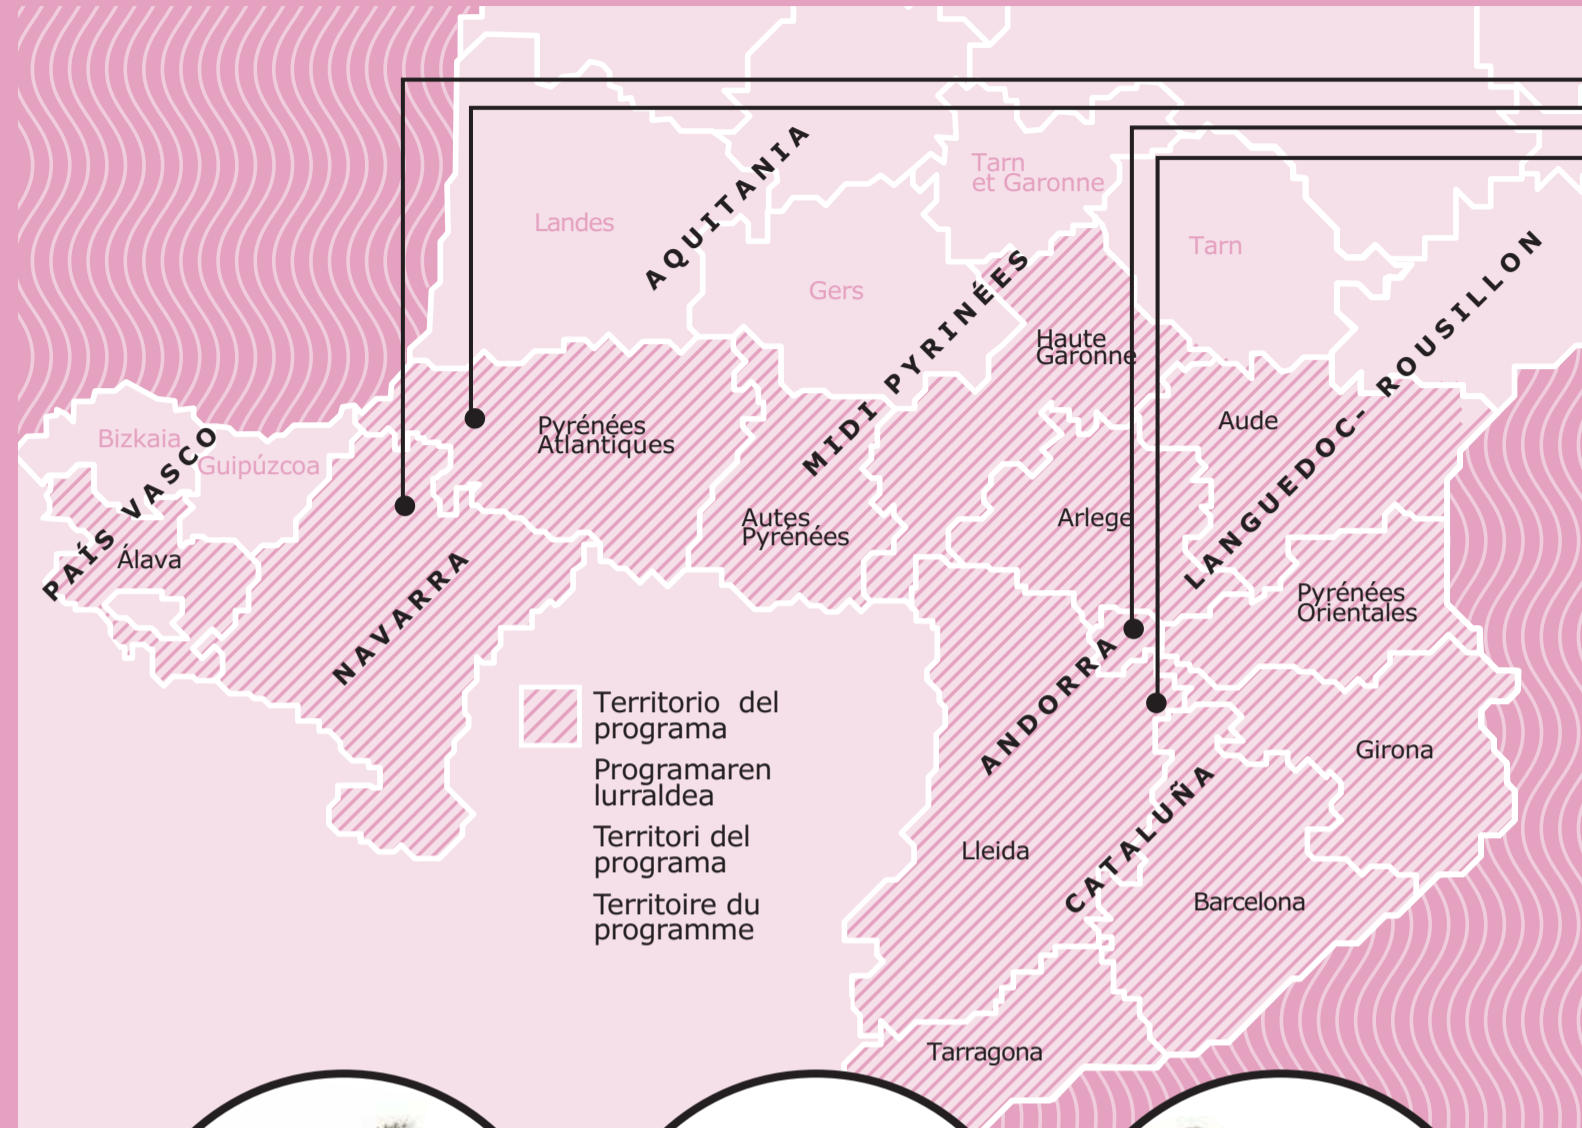 AQUITANIA
Tarn
et Garonne
Landes
Tarn
Gers
MIDI PYRINÉES
LANGUEDOC- ROUSILLON
Haute
Garonne
Pyrénées
Atlantiques
Aude
Bizkaia
Guipúzcoa
PAÍS VASCO
Álava
Autes
Pyrénées
Arlege
NAVARRA
Pyrénées
Orientales
ANDORRA
Territorio del
programa
Programaren
lurraldea
Territori del
programa
Territoire du
programme
Girona
CATALUÑA
Lleida
Barcelona
Tarragona